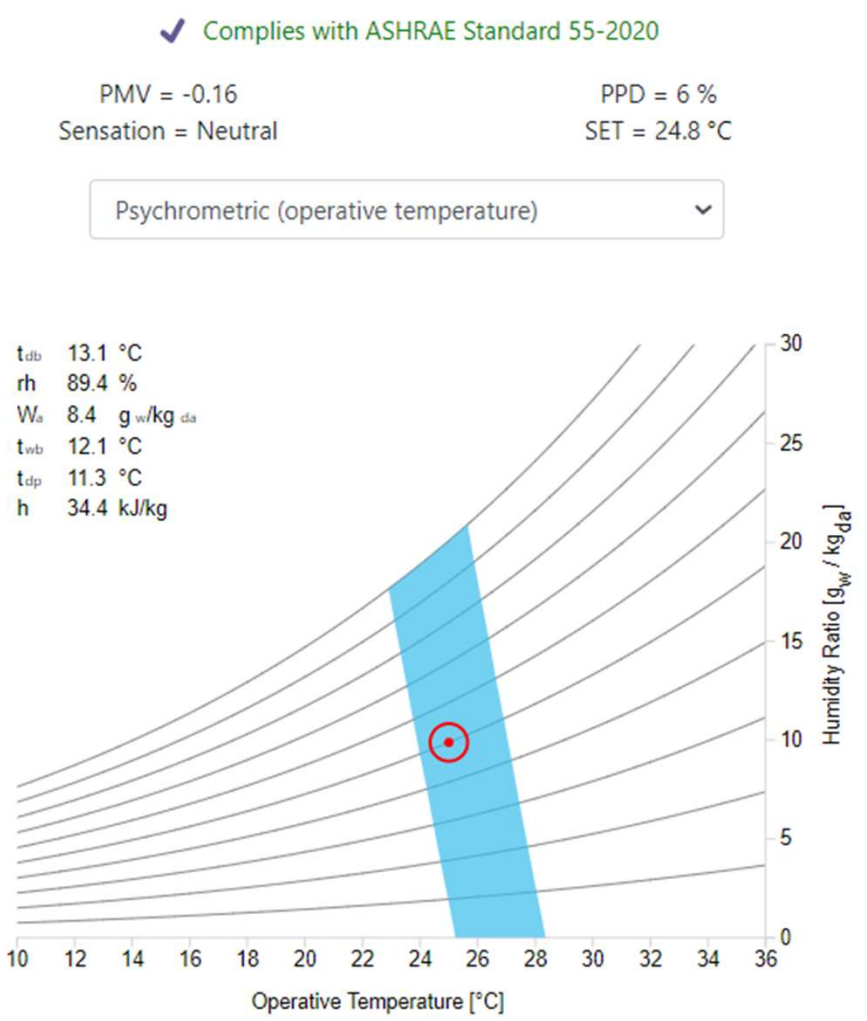 Complies with ASHRAE Standard 55-2020
PMV = -0.16
PPD = 6 %
Sensation = Neutral
SET = 24.8 °C
Psychrometric (operative temperature)
tdb 13.1 °C
rh 89.4 %
Wa 8.4 g w/kg da
twb 12.1 °C
tdp 11.3 °C
h 34.4 kJ/kg
30
25
20
15
10
5
0
Humidity Ratio [gw / kgda]
10 12 14 16 18 20 22 24 26 28 30 32 34 36
Operative Temperature [°C]